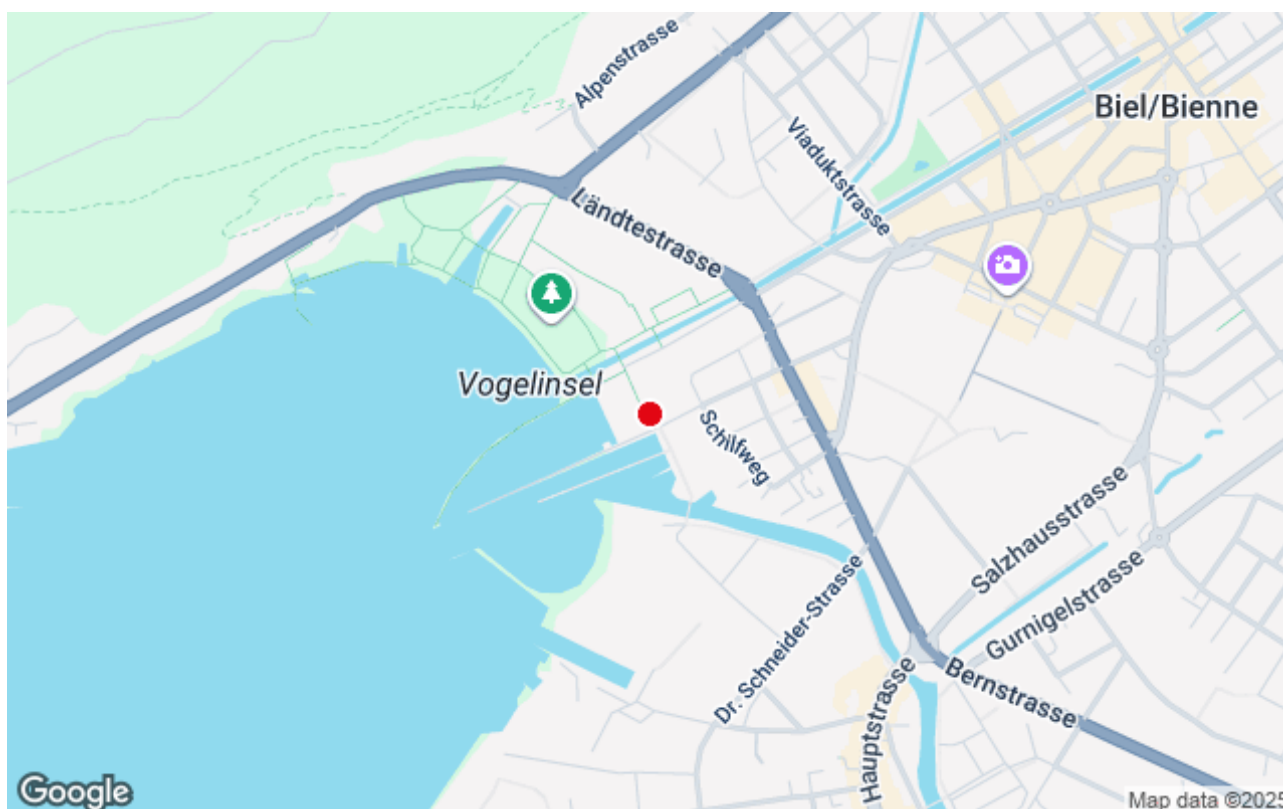 Alpenstrasse
Biel/Bienne
Viaduktstrasse
Ländtestrasse
Vogelinsel
Schilfweg
Salzhausstrasse
Gurnigelstrasse
Dr. Schneider-Strasse
Bernstrasse
Hauptstrasse
Google
Map data ©2025